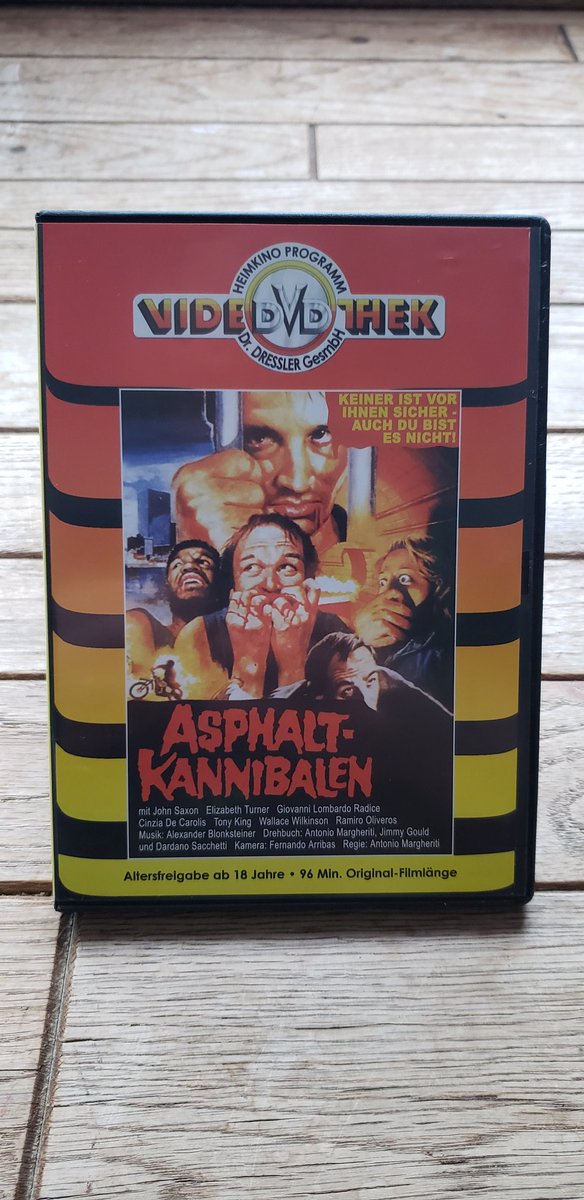 HEIMKINO PROGRAMM
VIDE DVD THEK
Dr. DRESSLER GesmbH
KEINER IST VOR
IHNEN SICHER -
AUCH DU BIST
ES NICHT!
ASPHALT-
KANNIBALEN
mit John Saxon Elizabeth Turner Giovanni Lombardo Radice
Cinzia De Carolis Tony King Wallace Wilkinson Ramiro Oliveros
Musik: Alexander Blonksteiner Drehbuch: Antonio Margheriti, Jimmy Gould
und Dardano Sacchetti Kamera: Fernando Arribas Regie: Antonio Margheriti
Altersfreigabe ab 18 Jahre • 96 Min. Original-Filmlänge